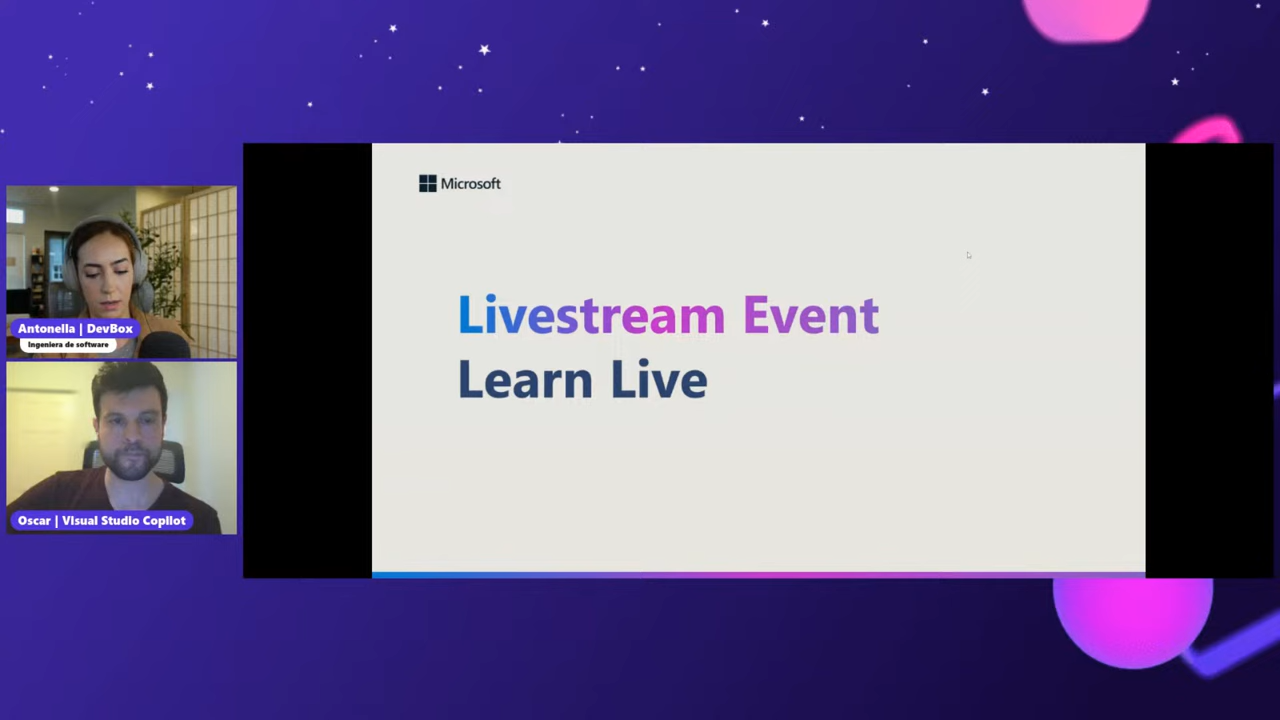 Microsoft
Livestream Event
Learn Live
Antonella | DevBox
Ingeniera de software
Oscar | Visual Studio Copilot